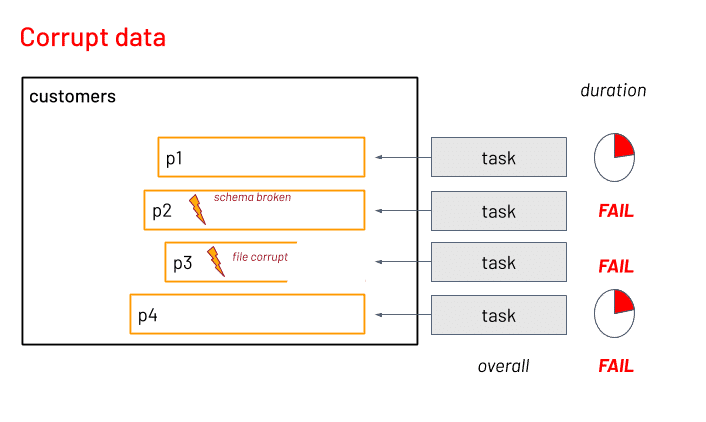 Corrupt data
customers
duration
p1
task
p2
schema broken
task
FAIL
p3
file corrupt
task
FAIL
p4
task
overall
FAIL